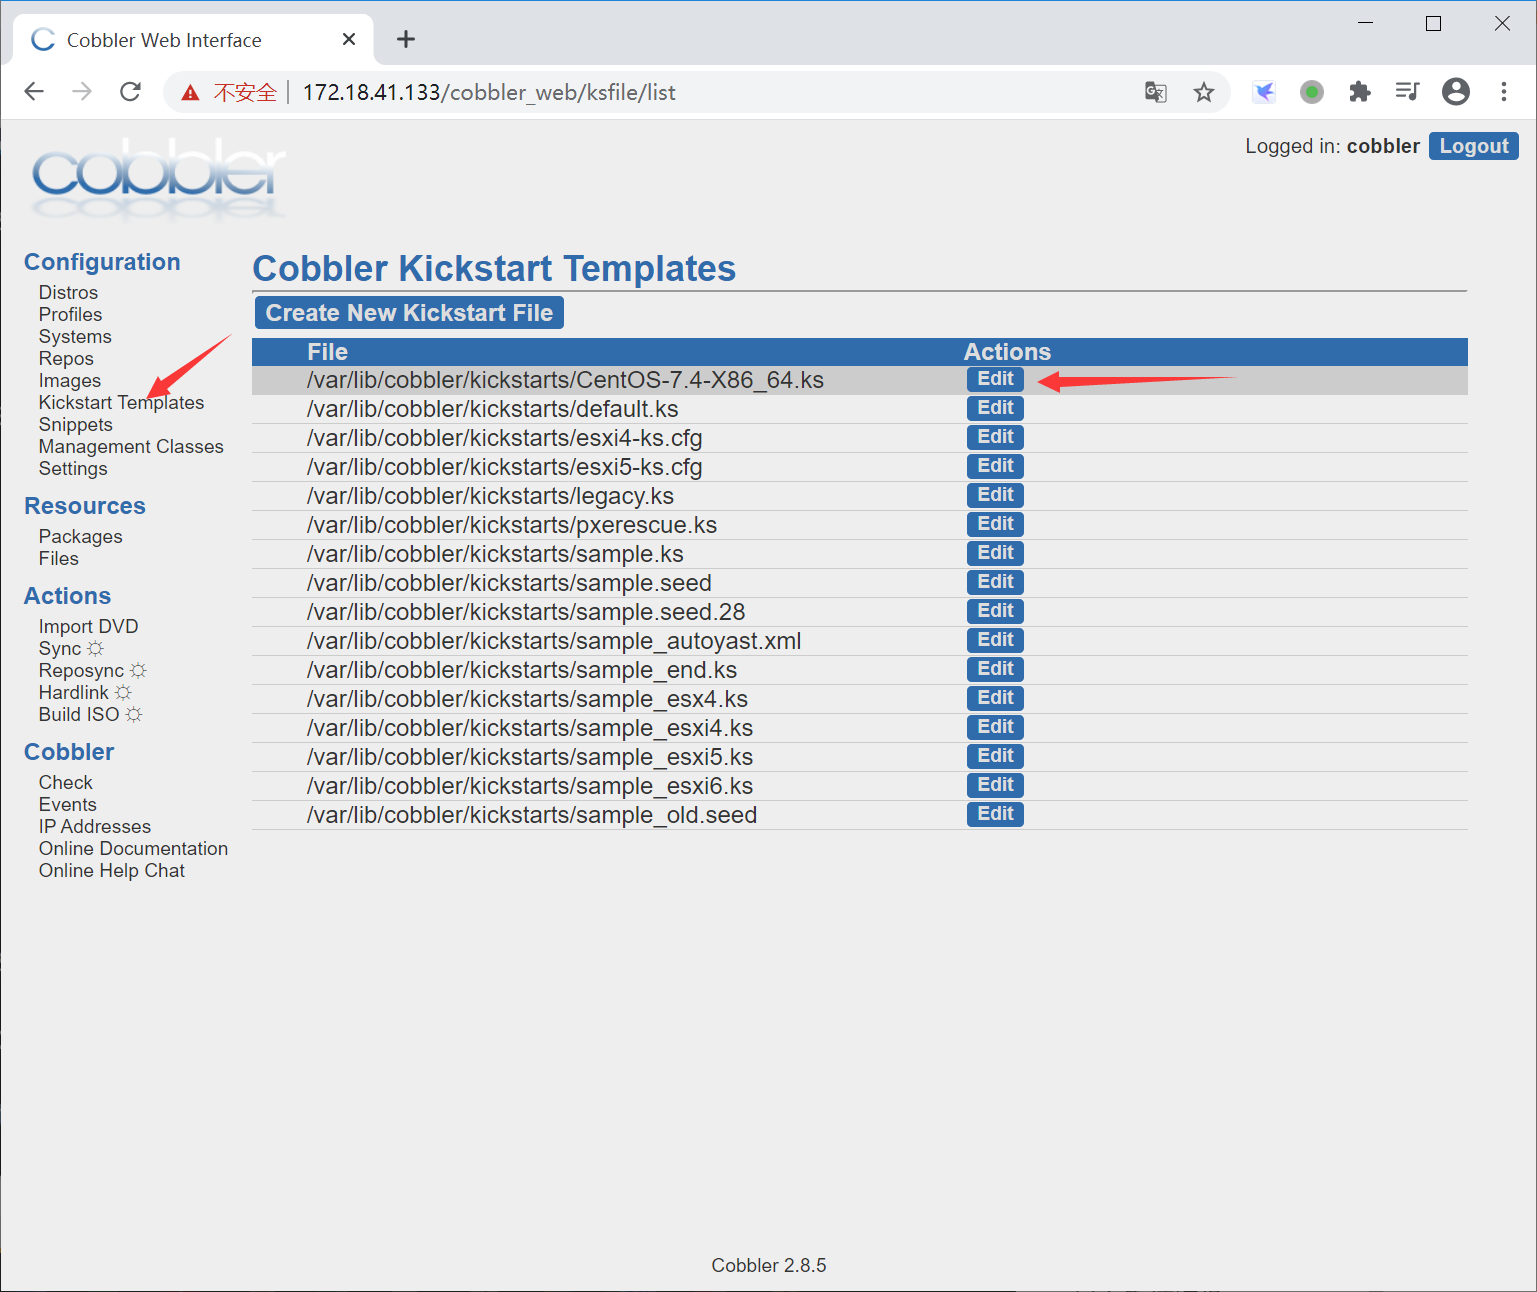 Cobbler Web Interface
不安全 172.18.41.133/cobbler_web/ksfile/list
cobbler
Logged in: cobbler Logout
Configuration
Distros
Profiles
Systems
Repos
Images
Kickstart Templates
Snippets
Management Classes
Settings
Resources
Packages
Files
Actions
Import DVD
Sync
Reposync
Hardlink
Build ISO
Cobbler
Check
Events
IP Addresses
Online Documentation
Online Help Chat
Cobbler Kickstart Templates
Create New Kickstart File
File Actions
/var/lib/cobbler/kickstarts/CentOS-7.4-X86_64.ks Edit
/var/lib/cobbler/kickstarts/default.ks Edit
/var/lib/cobbler/kickstarts/esxi4-ks.cfg Edit
/var/lib/cobbler/kickstarts/esxi5-ks.cfg Edit
/var/lib/cobbler/kickstarts/legacy.ks Edit
/var/lib/cobbler/kickstarts/pxerescue.ks Edit
/var/lib/cobbler/kickstarts/sample.ks Edit
/var/lib/cobbler/kickstarts/sample.seed Edit
/var/lib/cobbler/kickstarts/sample.seed.28 Edit
/var/lib/cobbler/kickstarts/sample_autoyast.xml Edit
/var/lib/cobbler/kickstarts/sample_end.ks Edit
/var/lib/cobbler/kickstarts/sample_esx4.ks Edit
/var/lib/cobbler/kickstarts/sample_esxi4.ks Edit
/var/lib/cobbler/kickstarts/sample_esxi5.ks Edit
/var/lib/cobbler/kickstarts/sample_esxi6.ks Edit
/var/lib/cobbler/kickstarts/sample_old.seed Edit
Cobbler 2.8.5